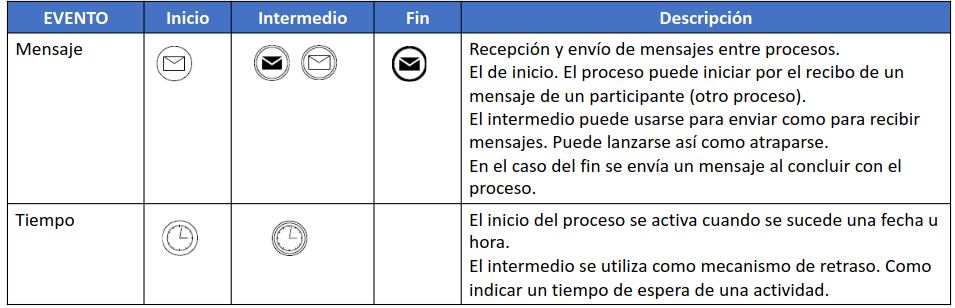 EVENTO Inicio Intermedio Fin Descripción
Mensaje
Recepción y envío de mensajes entre procesos.
El de inicio. El proceso puede iniciar por el recibo de un
mensaje de un participante (otro proceso).
El intermedio puede usarse para enviar como para recibir
mensajes. Puede lanzarse así como atraparse.
En el caso del fin se envía un mensaje al concluir con el
proceso.
Tiempo
El inicio del proceso se activa cuando se sucede una fecha u
hora.
El intermedio se utiliza como mecanismo de retraso. Como
indicar un tiempo de espera de una actividad.